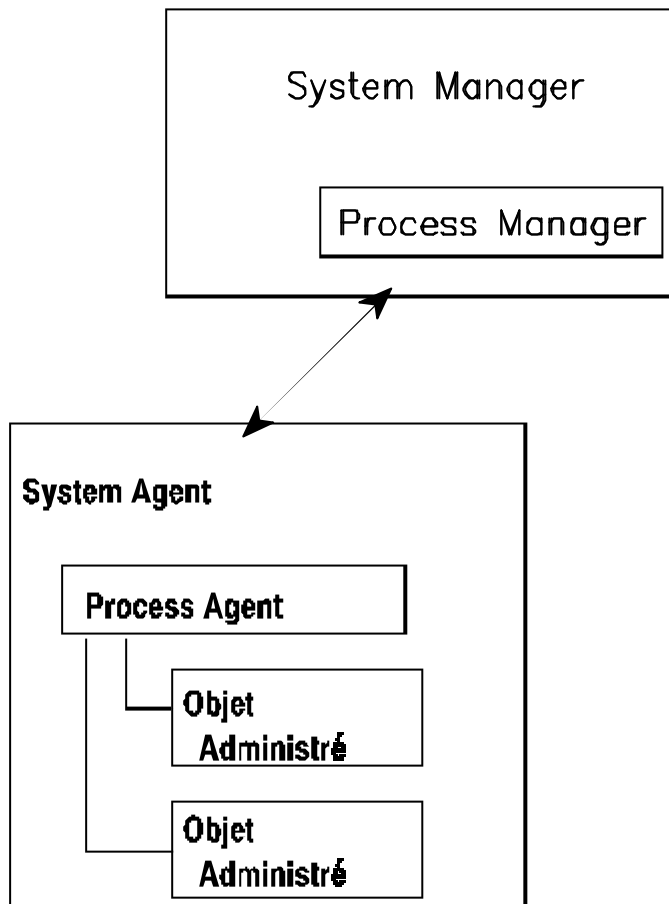 System Manager
Process Manager
System Agent
Process Agent
Objet
Administré
Objet
Administré